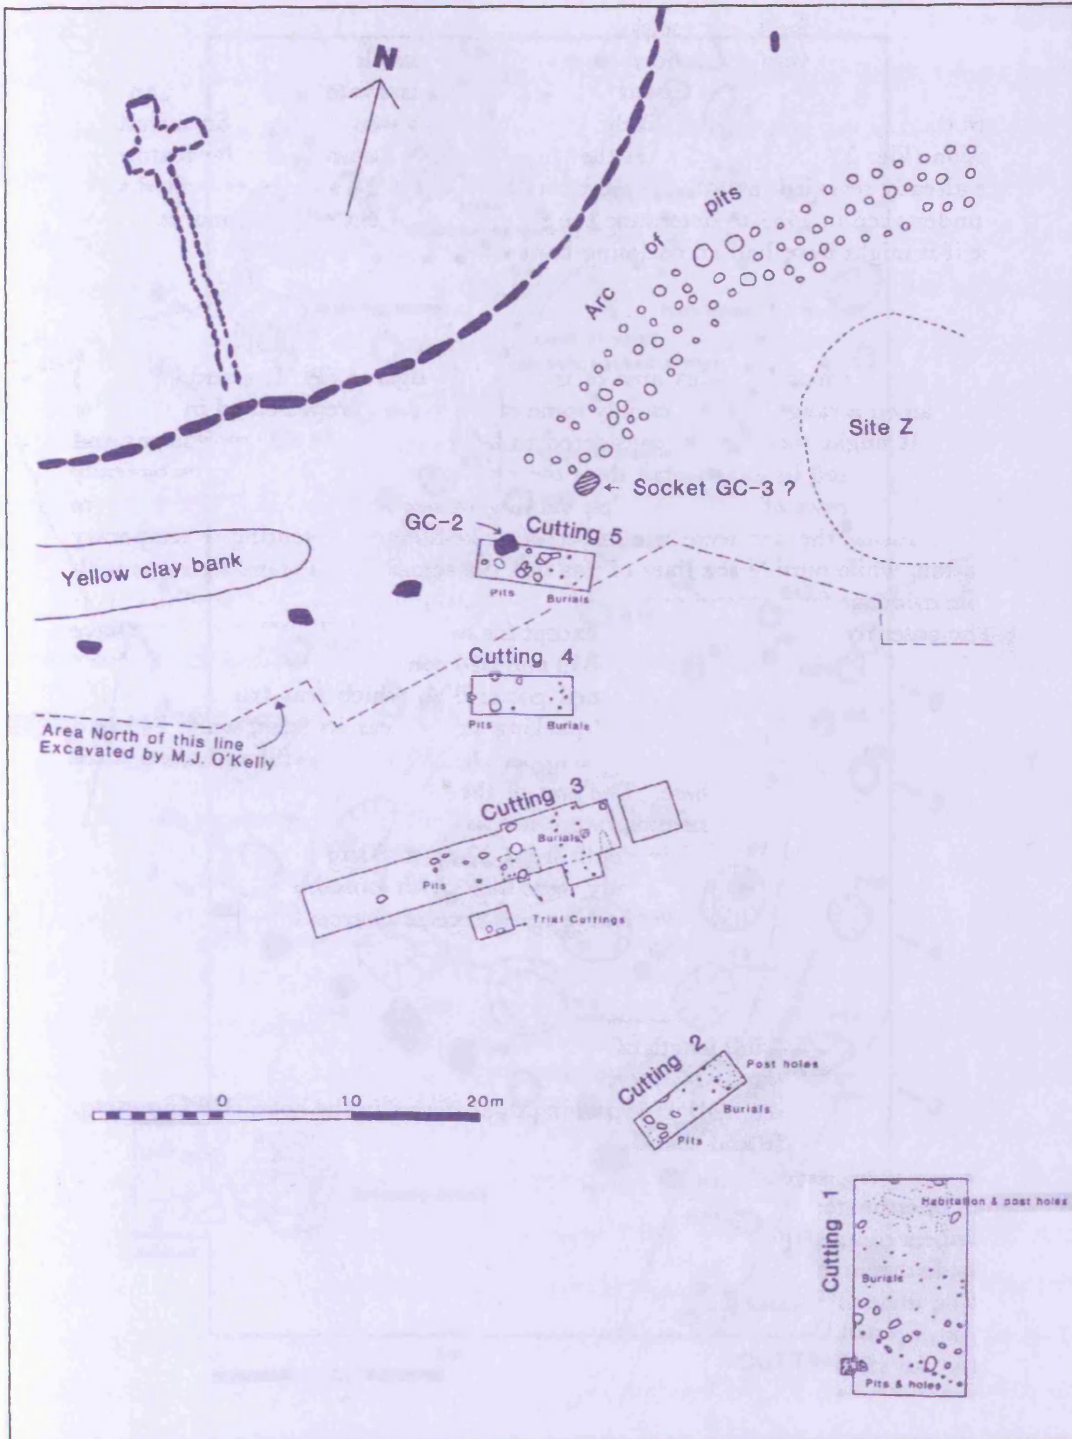 N
Arc of pits
Site Z
Socket GC-3 ?
GC-2
Cutting 5
Pits Burials
Yellow clay bank
Cutting 4
Pits Burials
Area North of this line
Excavated by M.J. O'Kelly
Cutting 3
Burials
Pits
Trial Cuttings
Cutting 2
Post holes
Burials
Pits
0 10 20m
Cutting 1
Habitation & post holes
Burials
Pits & holes